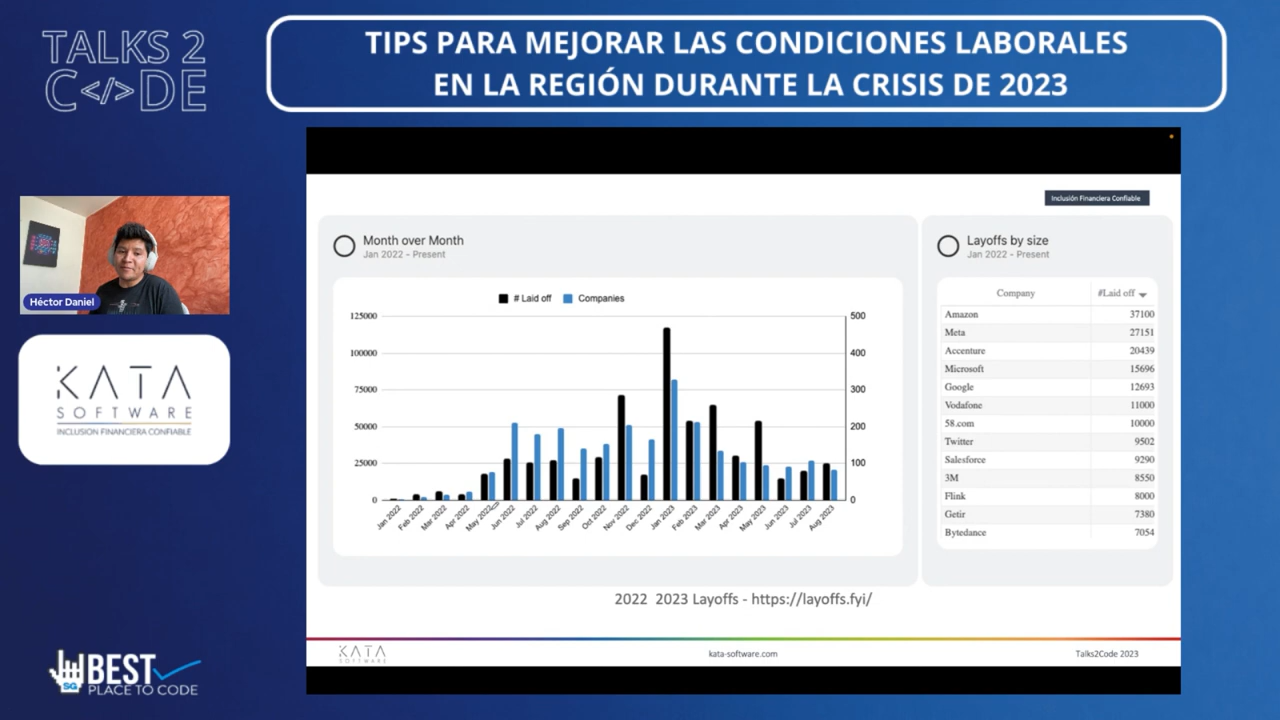 TALKS 2
C</>DE
TIPS PARA MEJORAR LAS CONDICIONES LABORALES
EN LA REGIÓN DURANTE LA CRISIS DE 2023
Héctor Daniel
KATA
SOFTWARE
INCLUSIÓN FINANCIERA CONFIABLE
SG BEST
PLACE TO CODE
Inclusión Financiera Confiable
Month over Month
Jan 2022 - Present
# Laid off Companies
125000 500
100000 400
75000 300
50000 200
25000 100
0 0
Jan 2022 Feb 2022 Mar 2022 Apr 2022 May 2022 Jun 2022 Jul 2022 Aug 2022 Sep 2022 Oct 2022 Nov 2022 Dec 2022 Jan 2023 Feb 2023 Mar 2023 Apr 2023 May 2023 Jun 2023 Jul 2023 Aug 2023
Layoffs by size
Jan 2022 - Present
Company #Laid off
Amazon 37100
Meta 27151
Accenture 20439
Microsoft 15696
Google 12693
Vodafone 11000
58.com 10000
Twitter 9502
Salesforce 9290
3M 8550
Flink 8000
Getir 7380
Bytedance 7054
2022 2023 Layoffs - https://layoffs.fyi/
KATA
SOFTWARE
kata-software.com
Talks2Code 2023